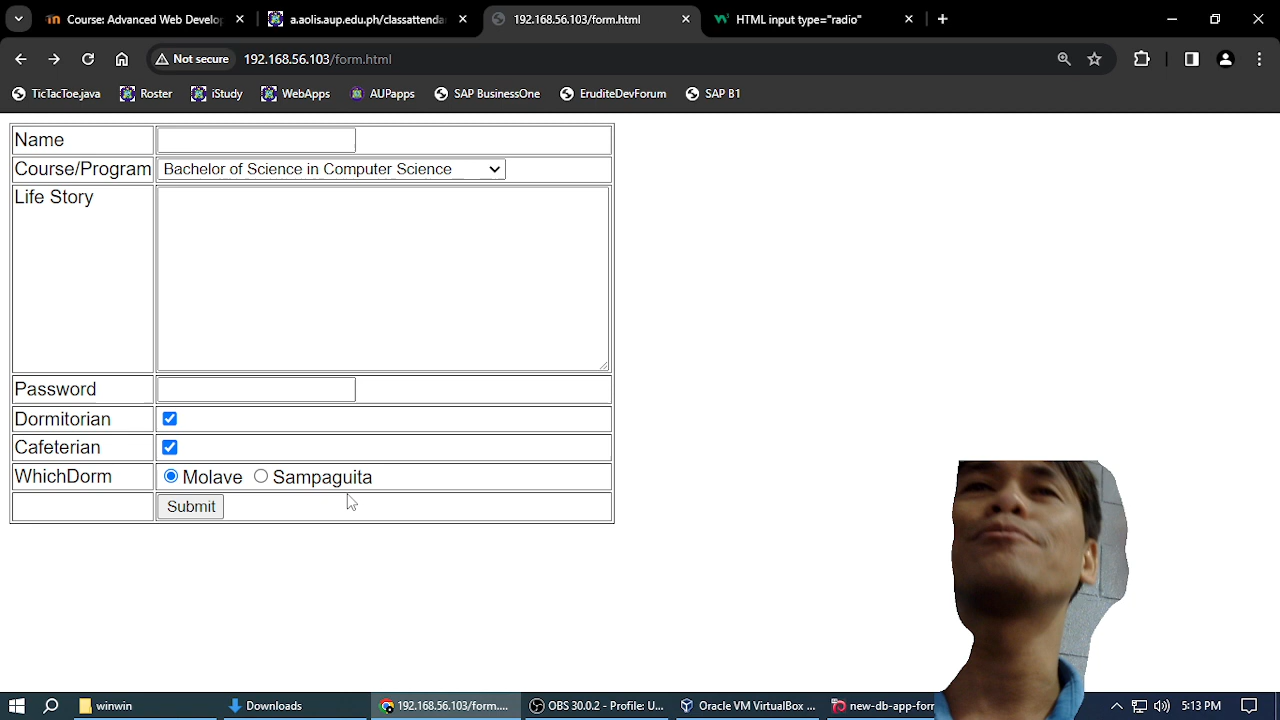 Course: Advanced Web Develop
a.aolis.aup.edu.ph/classattendan
192.168.56.103/form.html
HTML input type="radio"
Not secure
192.168.56.103/form.html
TicTacToe.java
Roster
iStudy
WebApps
AUPapps
SAP BusinessOne
EruditeDevForum
SAP B1
Name
Course/Program
Bachelor of Science in Computer Science
Life Story
Password
Dormitorian
Cafeterian
WhichDorm
Molave
Sampaguita
Submit
winwin
Downloads
192.168.56.103/form....
OBS 30.0.2 - Profile: U...
Oracle VM VirtualBox ...
new-db-app-form
5:13 PM